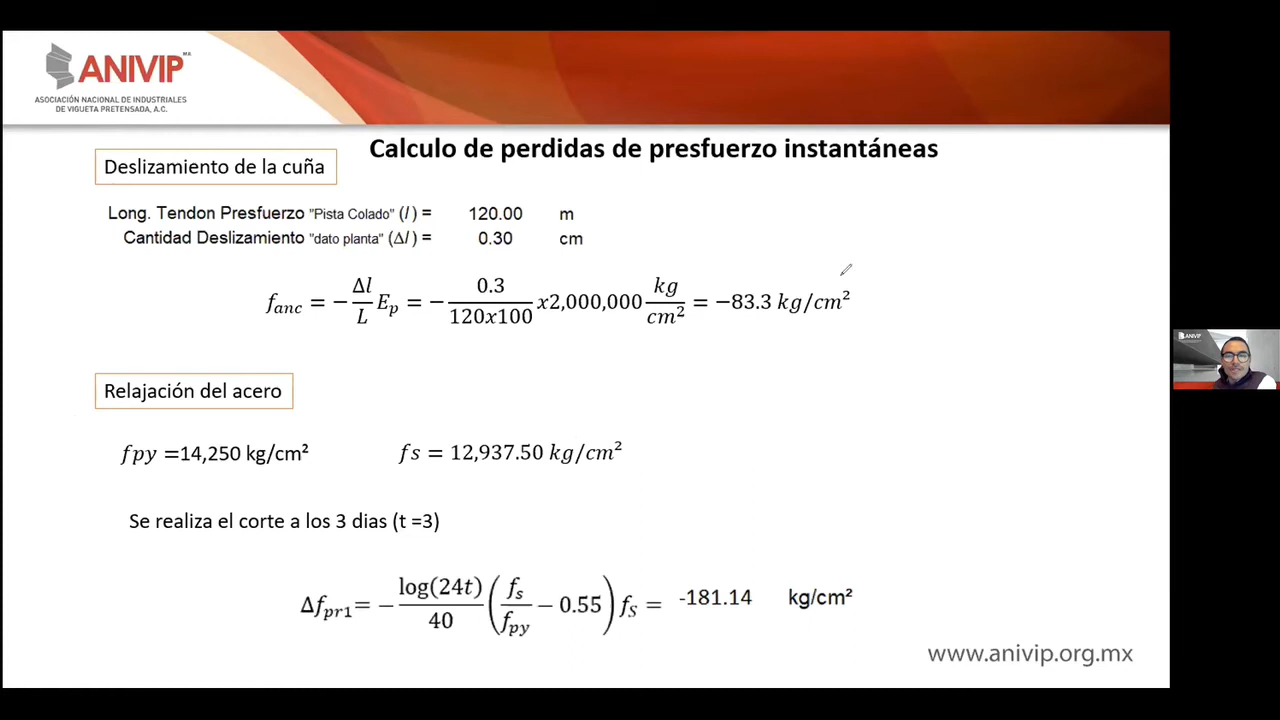 ANIVIP MR
ASOCIACIÓN NACIONAL DE INDUSTRIALES
DE VIGUETA PRETENSADA, A.C.
Calculo de perdidas de presfuerzo instantáneas
Deslizamiento de la cuña
Long. Tendon Presfuerzo "Pista Colado" (l) = 120.00 m
Cantidad Deslizamiento "dato planta" (Δl) = 0.30 cm
f_anc = −(Δl/L) E_p = −(0.3/(120x100)) x2,000,000 kg/cm² = −83.3 kg/cm²
ANIVIP
Relajación del acero
fpy =14,250 kg/cm² fs = 12,937.50 kg/cm²
Se realiza el corte a los 3 dias (t =3)
Δf_pr1= −(log(24t)/40) (f_s/f_py − 0.55) f_S = -181.14 kg/cm²
www.anivip.org.mx